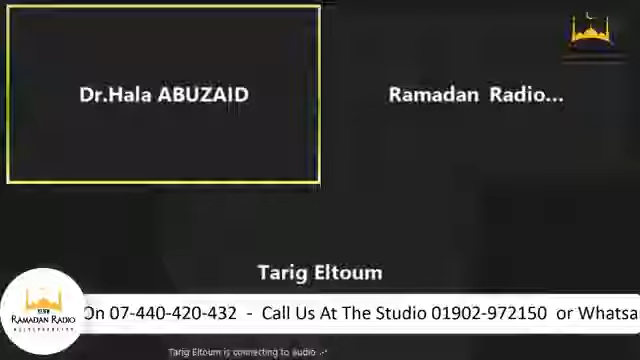 Dr.Hala ABUZAID
Ramadan Radio...
Tarig Eltoum
On 07-440-420-432 - Call Us At The Studio 01902-972150 or Whatsa
RAMADAN RADIO
WOLVERHAMPTON
Tarig Eltoum is connecting to audio